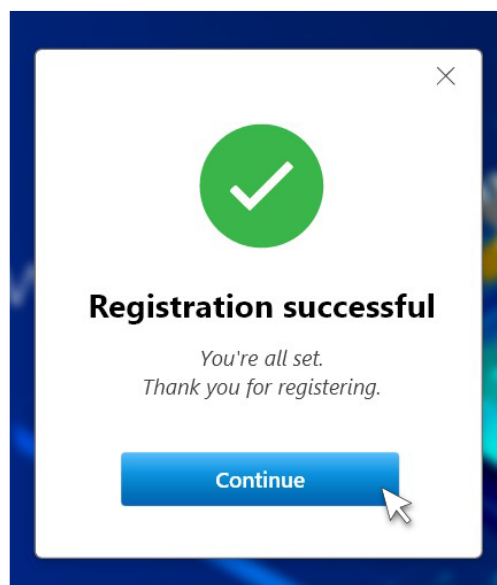 Registration successful
You're all set.
Thank you for registering.
Continue